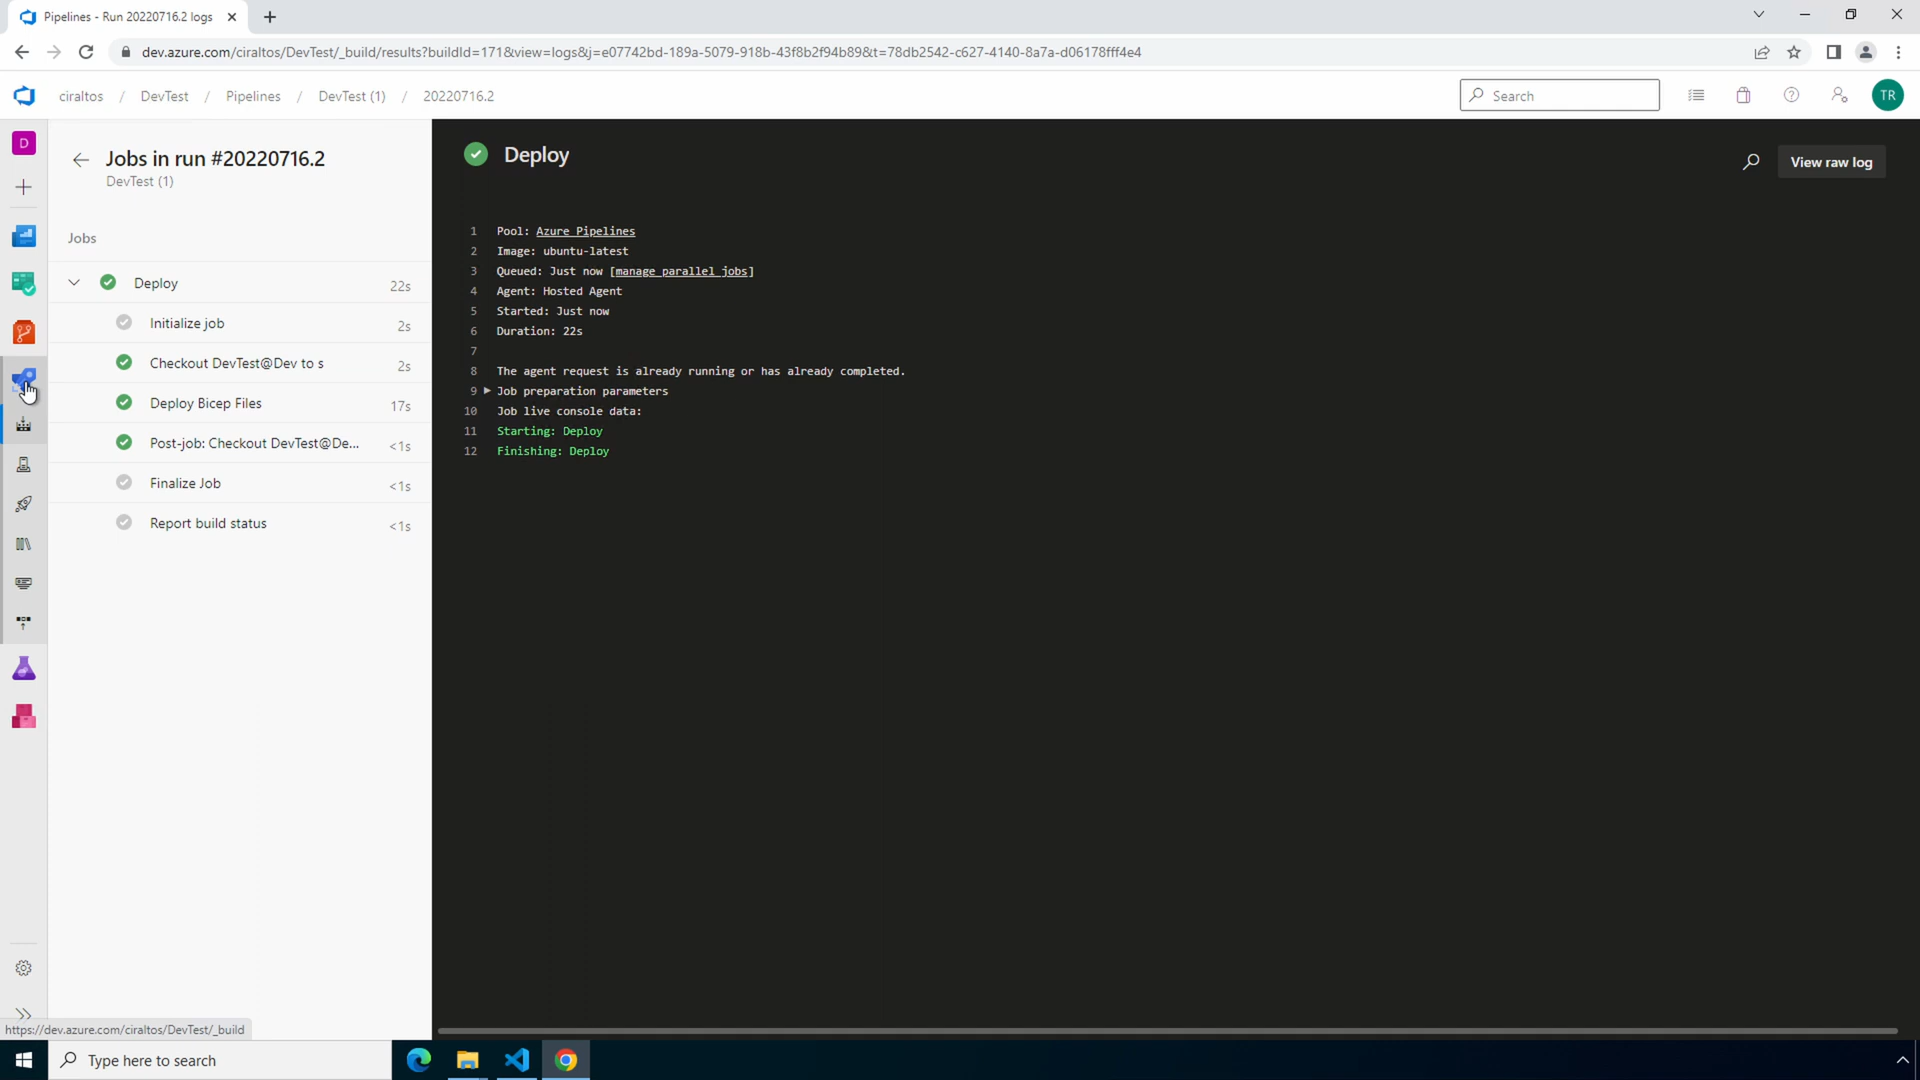 Pipelines - Run 20220716.2 logs
dev.azure.com/ciraltos/DevTest/_build/results?buildId=171&view=logs&j=e07742bd-189a-5079-918b-43f8b2f94b89&t=78db2542-c627-4140-8a7a-d06178fff4e4
ciraltos / DevTest / Pipelines / DevTest (1) / 20220716.2
Search
TR
D
Jobs in run #20220716.2
DevTest (1)
Jobs
Deploy 22s
Initialize job 2s
Checkout DevTest@Dev to s 2s
Deploy Bicep Files 17s
Post-job: Checkout DevTest@De... <1s
Finalize Job <1s
Report build status <1s
Deploy
View raw log
1 Pool: Azure Pipelines
2 Image: ubuntu-latest
3 Queued: Just now [manage parallel jobs]
4 Agent: Hosted Agent
5 Started: Just now
6 Duration: 22s
7
8 The agent request is already running or has already completed.
9 Job preparation parameters
10 Job live console data:
11 Starting: Deploy
12 Finishing: Deploy
https://dev.azure.com/ciraltos/DevTest/_build
Type here to search